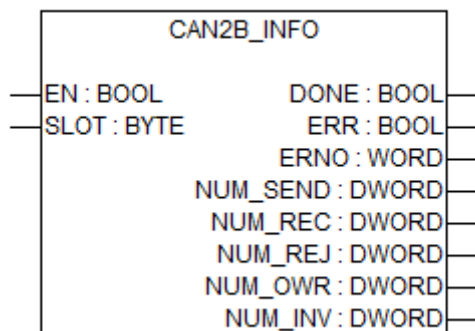 CAN2B_INFO
EN : BOOL DONE : BOOL
SLOT : BYTE ERR : BOOL
ERNO : WORD
NUM_SEND : DWORD
NUM_REC : DWORD
NUM_REJ : DWORD
NUM_OWR : DWORD
NUM_INV : DWORD